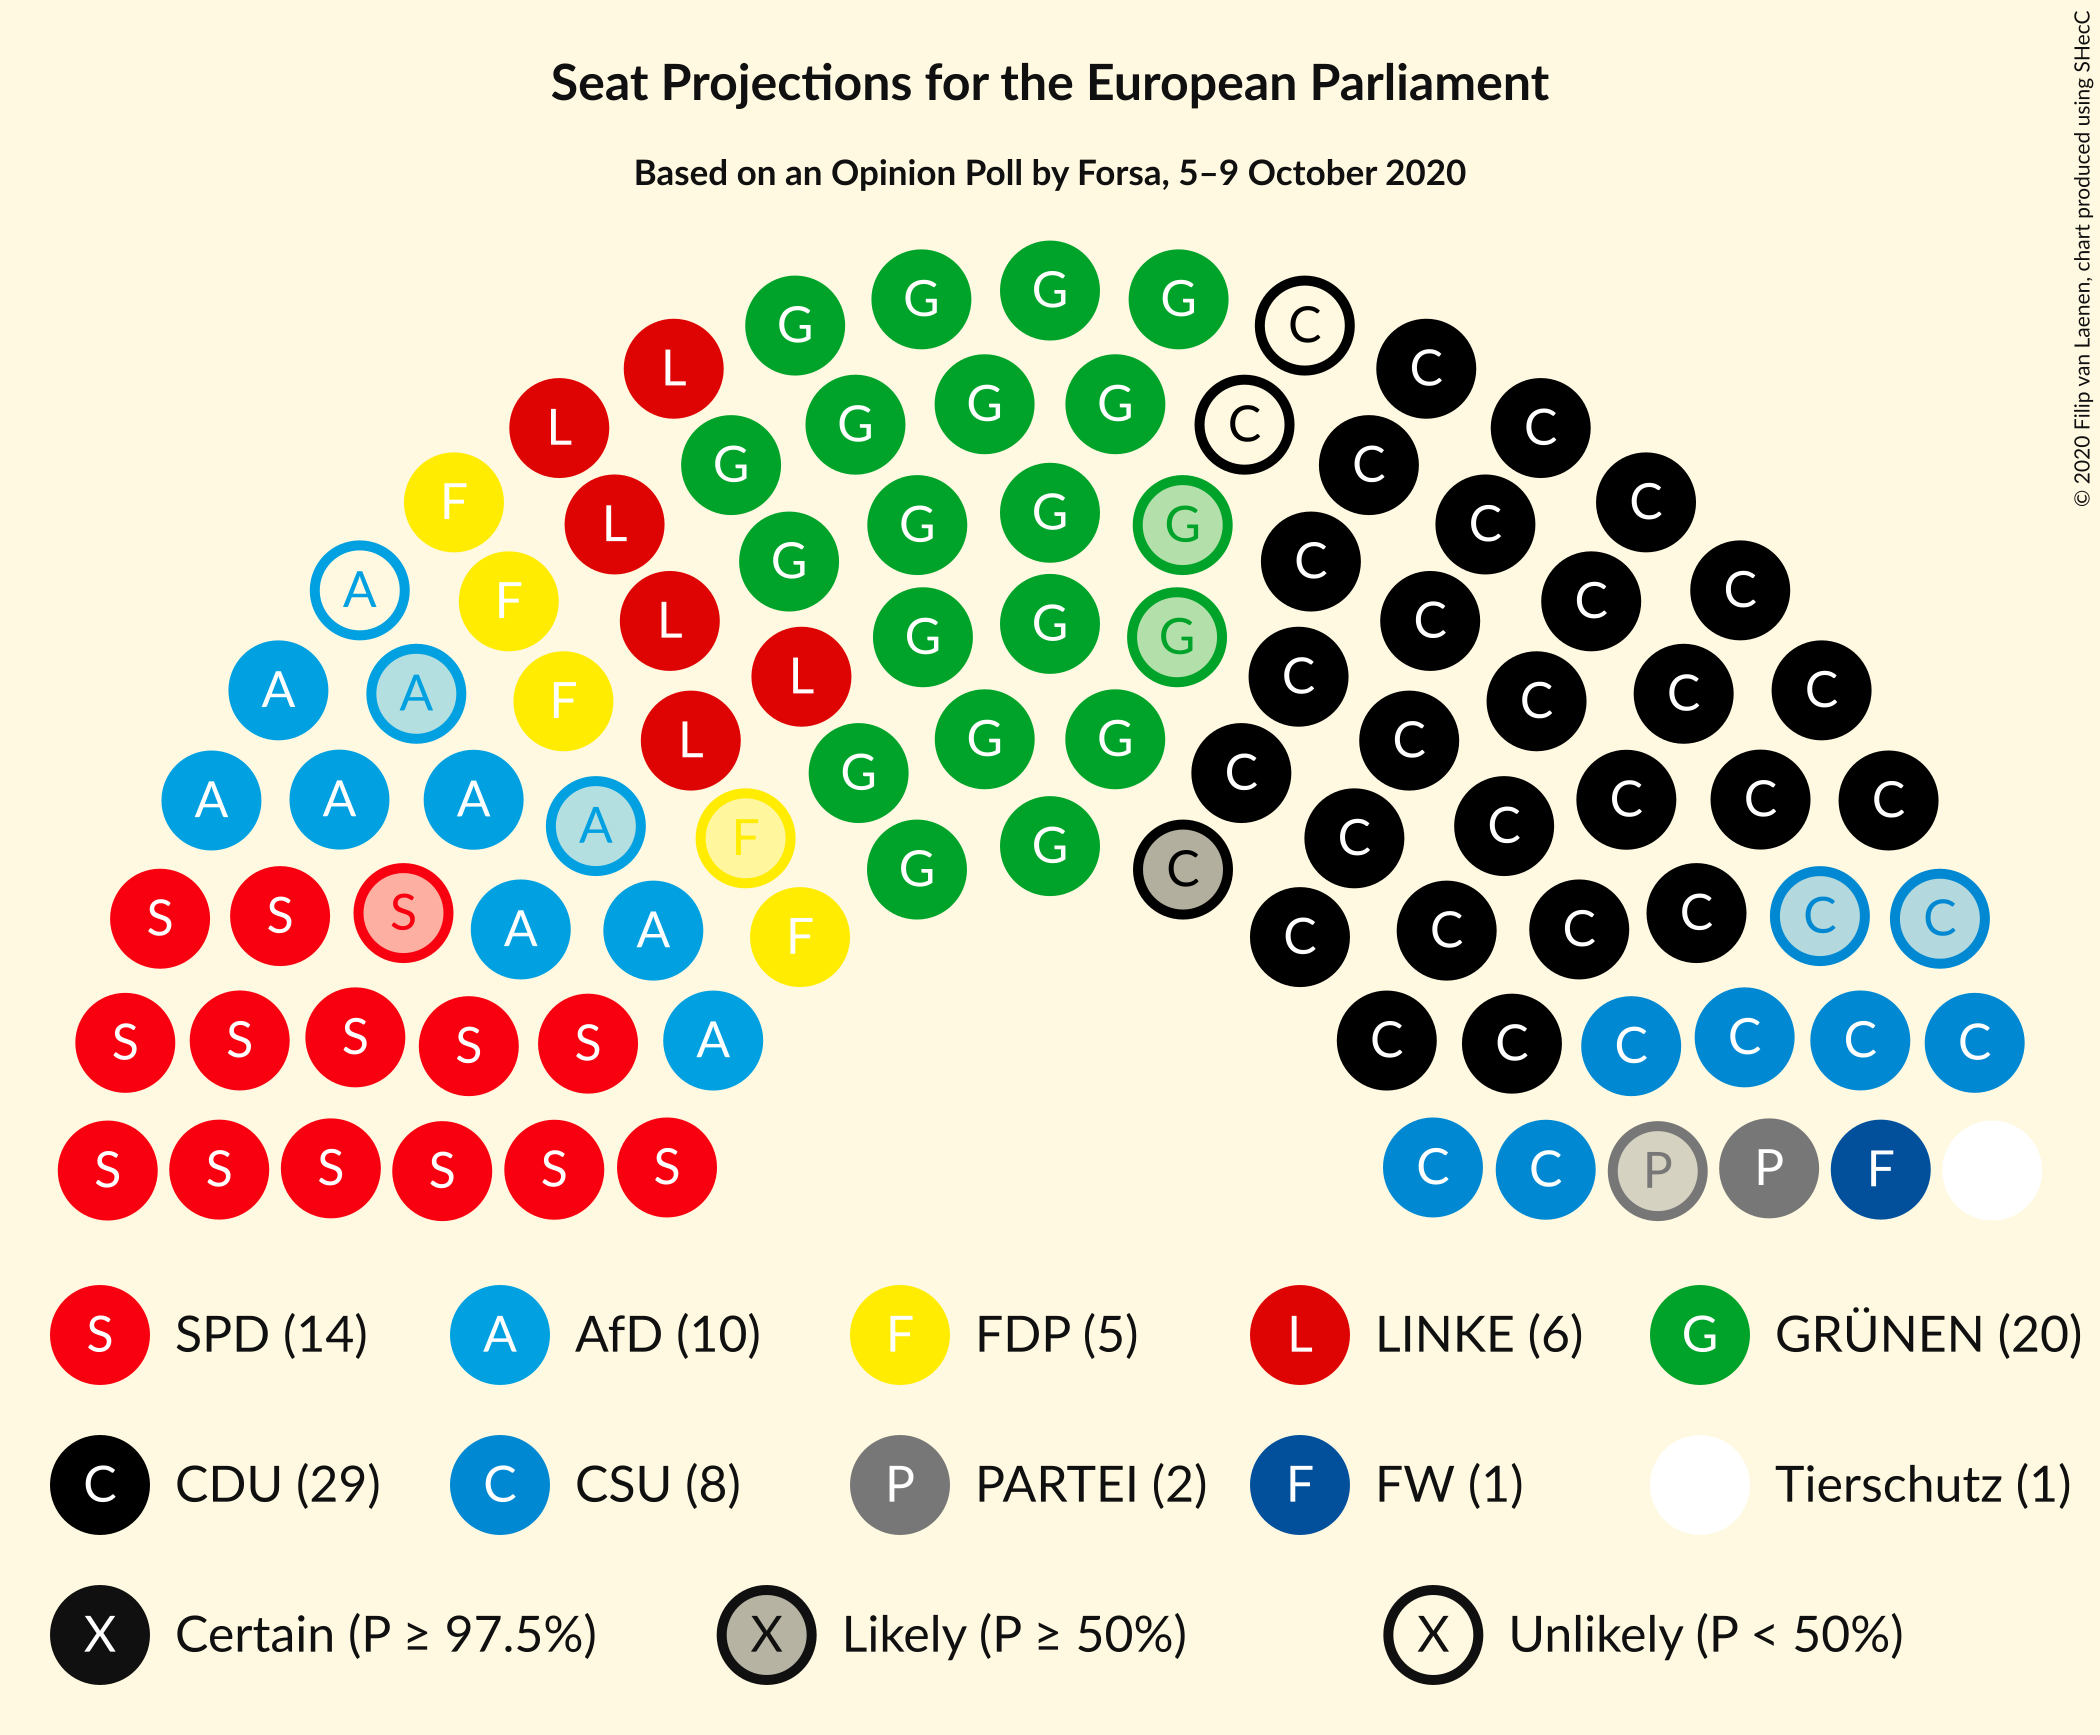 Seat Projections for the European Parliament
Based on an Opinion Poll by Forsa, 5–9 October 2020
© 2020 Filip van Laenen, chart produced using SHecC
G G G G C
L C
G G G G C
L C C
F L G G G G C C C
A F L G G G C C C C
A A F L L C C C C C
A A A A F L G G G C C C C C C
S S S A A F G G C C C C C C C
S S S S S A C C C C C C
S S S S S S C C P P F
S SPD (14) A AfD (10) F FDP (5) L LINKE (6) G GRÜNEN (20)
C CDU (29) C CSU (8) P PARTEI (2) F FW (1) Tierschutz (1)
X Certain (P ≥ 97.5%) X Likely (P ≥ 50%) X Unlikely (P < 50%)